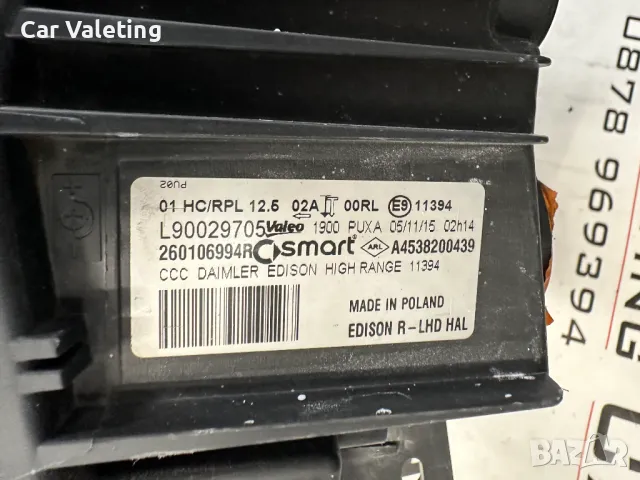 Car Valeting
PU02
01 HC/RPL 12.5 02A 00RL E9 11394
L90029705 Valeo 1900 PUXA 05/11/15 02h14
260106994R smart ARL A4538200439
CCC DAIMLER EDISON HIGH RANGE 11394
MADE IN POLAND
EDISON R-LHD HAL
0878 969394
BAZAR